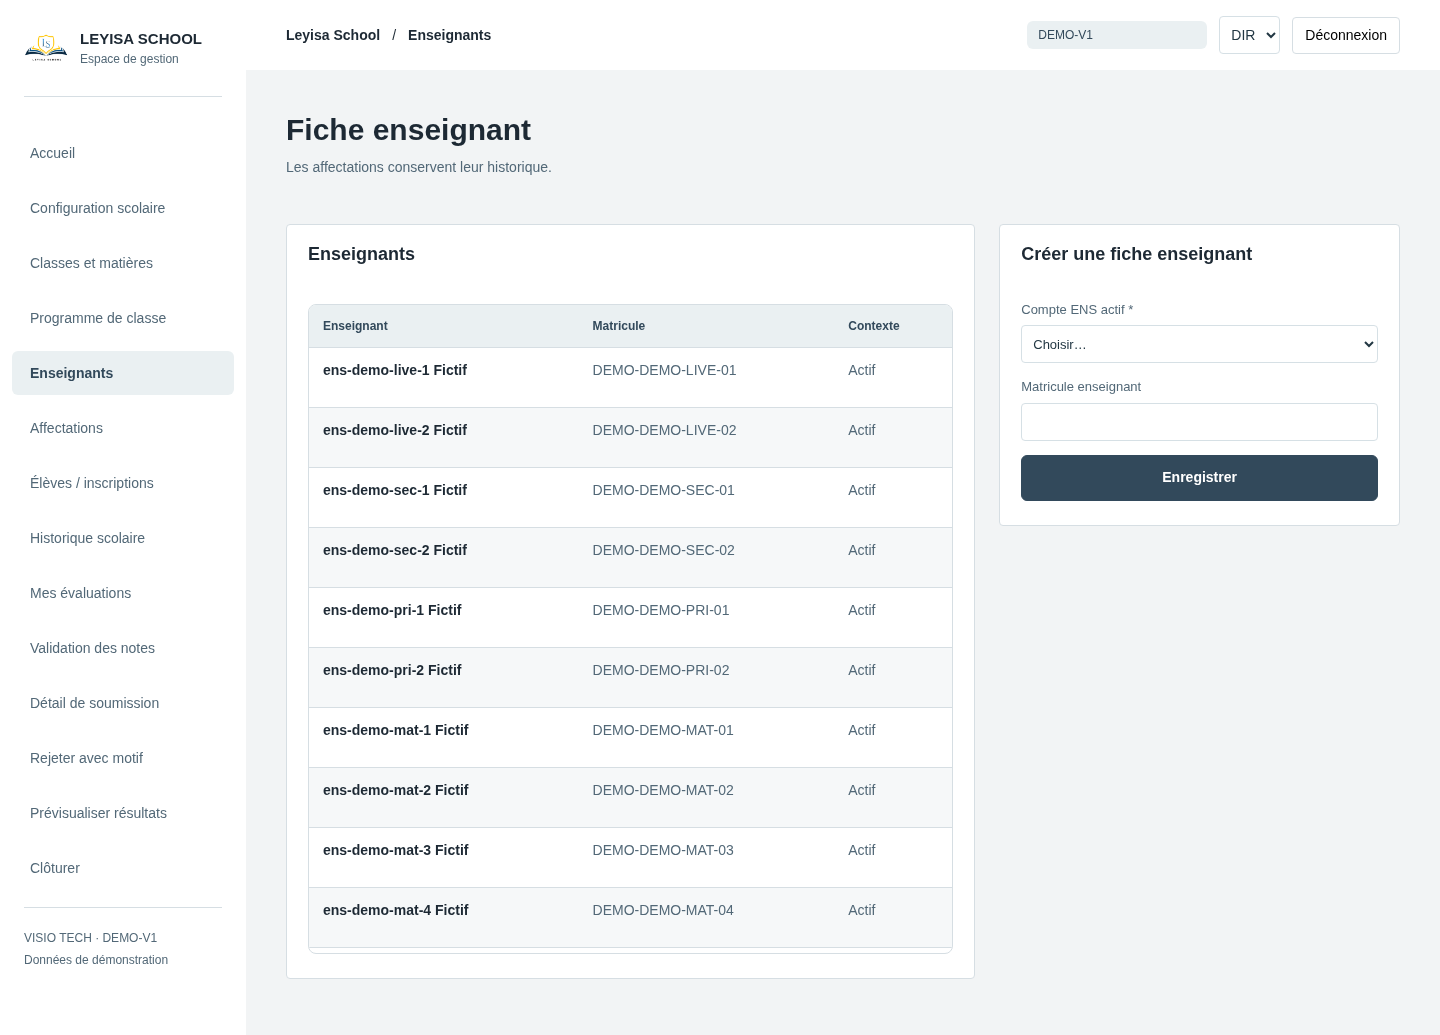 LEYISA SCHOOL
Espace de gestion
Accueil
Configuration scolaire
Classes et matières
Programme de classe
Enseignants
Affectations
Élèves / inscriptions
Historique scolaire
Mes évaluations
Validation des notes
Détail de soumission
Rejeter avec motif
Prévisualiser résultats
Clôturer
VISIO TECH · DEMO-V1
Données de démonstration
Leyisa School / Enseignants
DEMO-V1
DIR
Déconnexion
Fiche enseignant
Les affectations conservent leur historique.
Enseignants
Enseignant Matricule Contexte
ens-demo-live-1 Fictif DEMO-DEMO-LIVE-01 Actif
ens-demo-live-2 Fictif DEMO-DEMO-LIVE-02 Actif
ens-demo-sec-1 Fictif DEMO-DEMO-SEC-01 Actif
ens-demo-sec-2 Fictif DEMO-DEMO-SEC-02 Actif
ens-demo-pri-1 Fictif DEMO-DEMO-PRI-01 Actif
ens-demo-pri-2 Fictif DEMO-DEMO-PRI-02 Actif
ens-demo-mat-1 Fictif DEMO-DEMO-MAT-01 Actif
ens-demo-mat-2 Fictif DEMO-DEMO-MAT-02 Actif
ens-demo-mat-3 Fictif DEMO-DEMO-MAT-03 Actif
ens-demo-mat-4 Fictif DEMO-DEMO-MAT-04 Actif
Créer une fiche enseignant
Compte ENS actif *
Choisir…
Matricule enseignant
Enregistrer